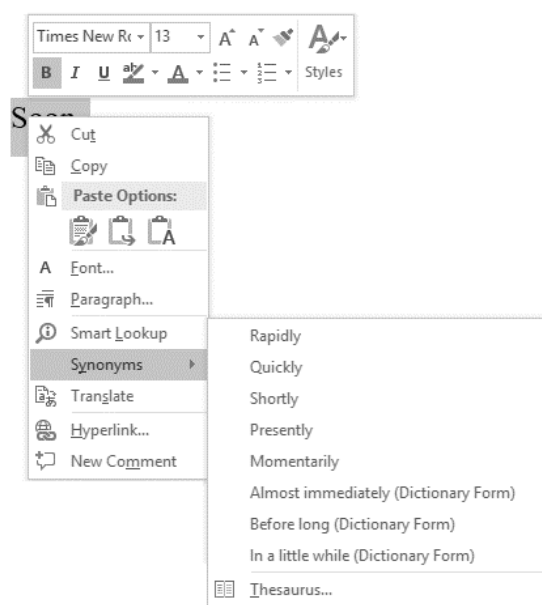 Times New Ro 13 A A A
B I U ab A Styles
Cut
Copy
Paste Options:
A
A Font...
Paragraph...
Smart Lookup
Synonyms
Translate
Hyperlink...
New Comment
Rapidly
Quickly
Shortly
Presently
Momentarily
Almost immediately (Dictionary Form)
Before long (Dictionary Form)
In a little while (Dictionary Form)
Thesaurus...